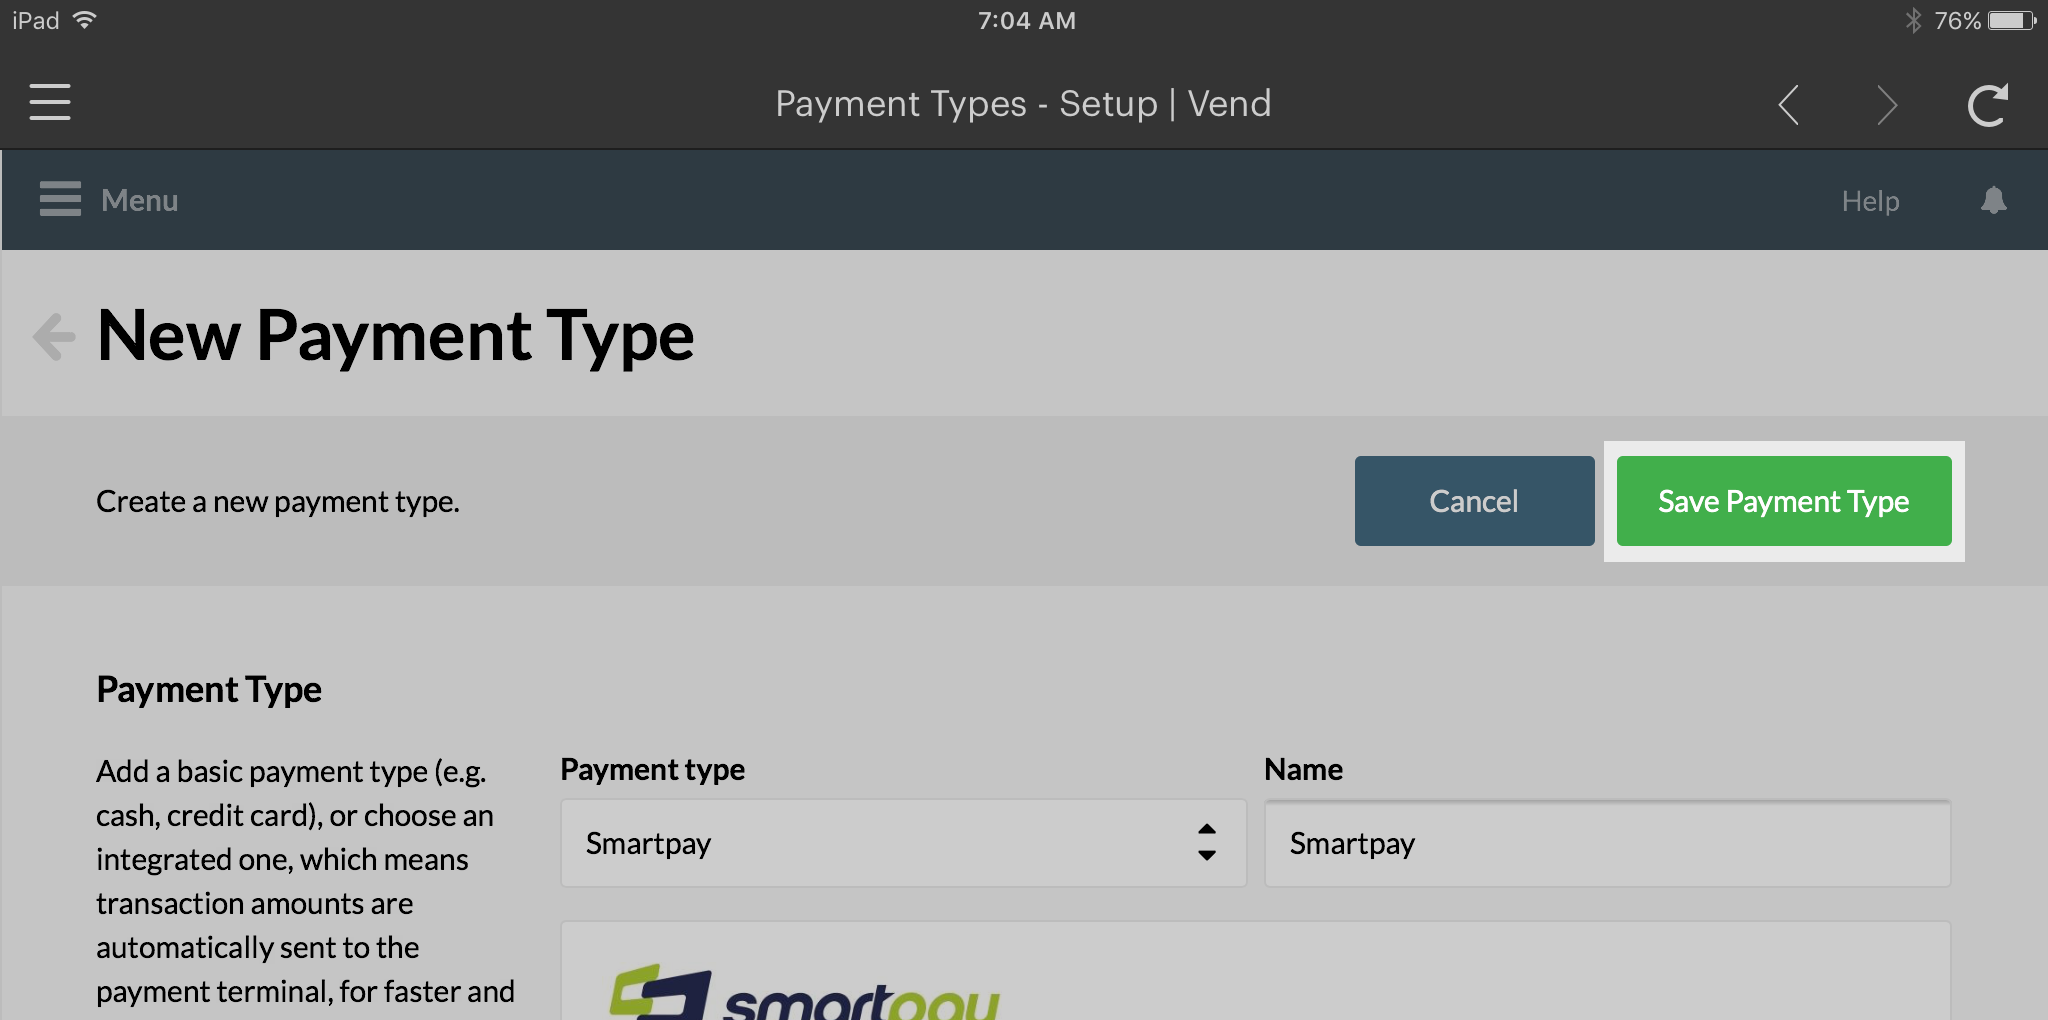 iPad 7:04 AM 76%
Payment Types - Setup | Vend
Menu Help
New Payment Type
Create a new payment type. Cancel Save Payment Type
Payment Type
Add a basic payment type (e.g.
cash, credit card), or choose an
integrated one, which means
transaction amounts are
automatically sent to the
payment terminal, for faster and
Payment type
Smartpay
Name
Smartpay
smartpay